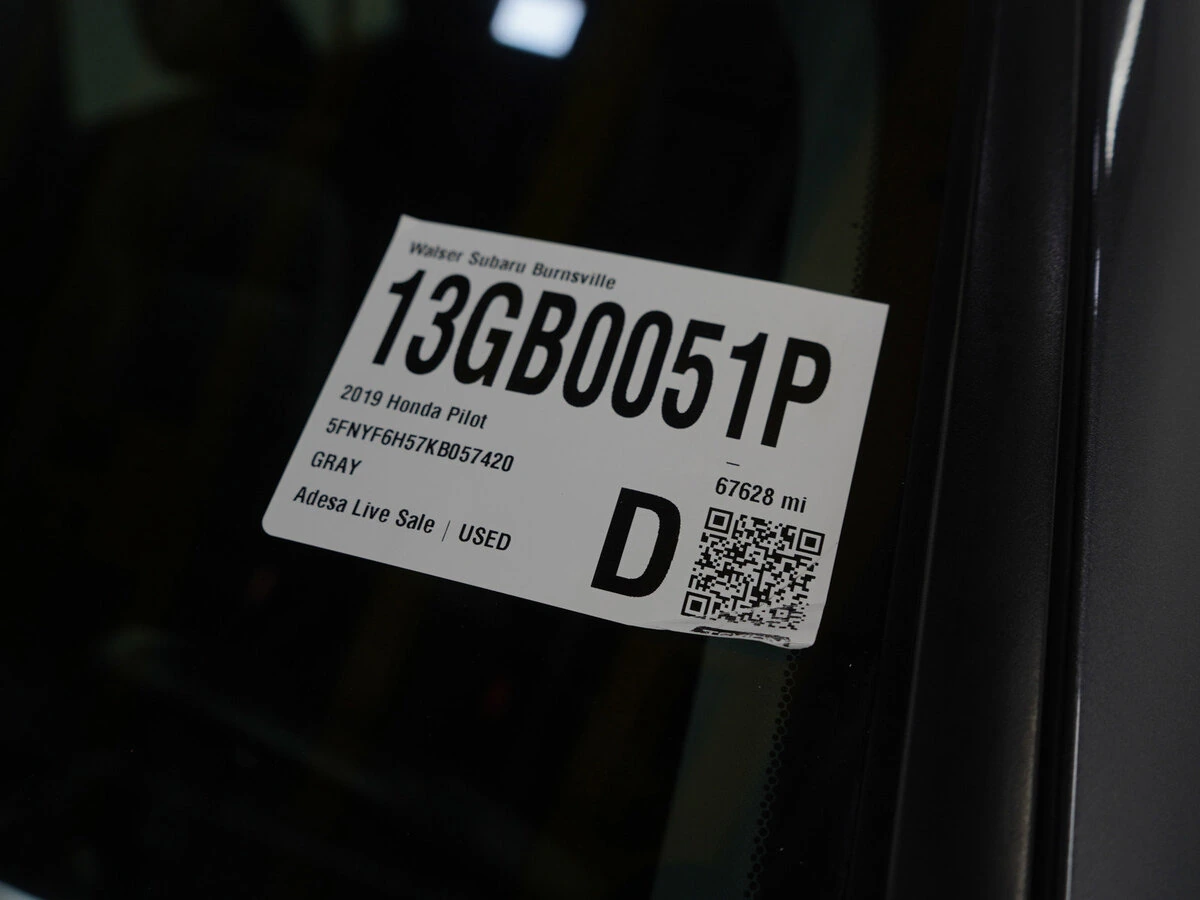 Walser Subaru Burnsville
13GB0051P
2019 Honda Pilot
5FNYF6H57KB057420
GRAY
Adesa Live Sale | USED
–
67628 mi
D